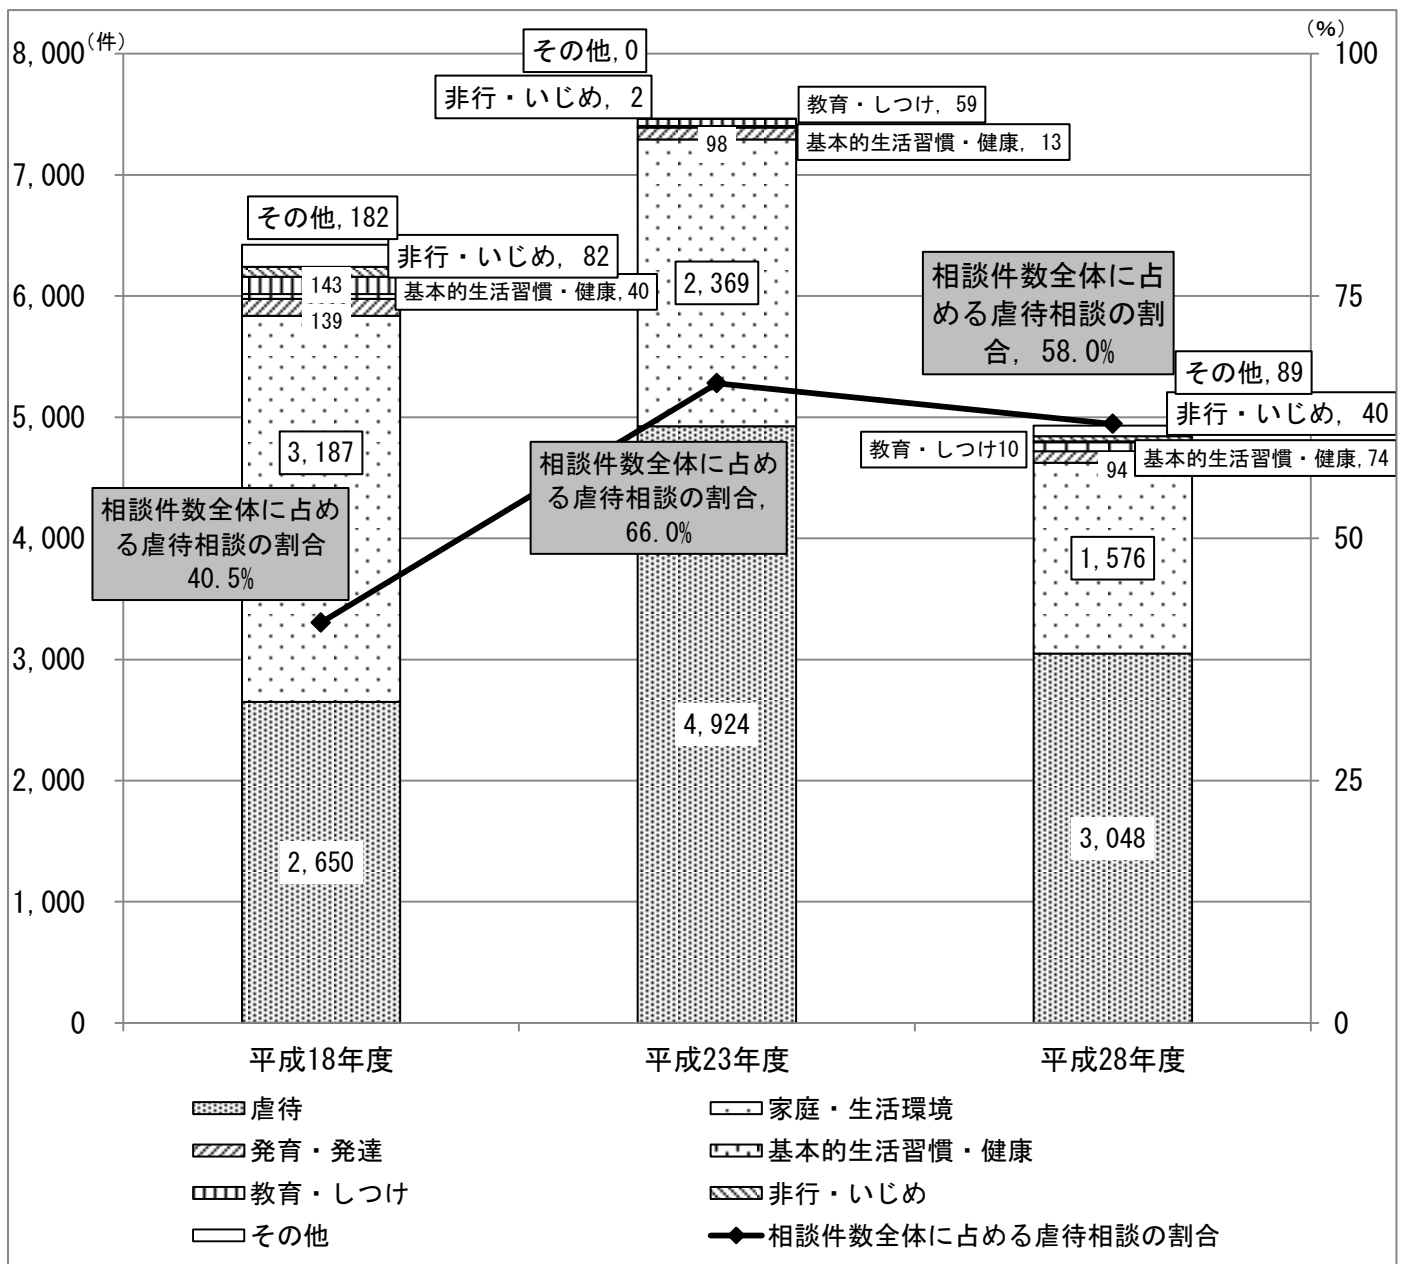 (件)
(%)
8,000
7,000
6,000
5,000
4,000
3,000
2,000
1,000
0
100
75
50
25
0
その他, 182
非行・いじめ, 82
143
基本的生活習慣・健康, 40
139
3,187
相談件数全体に占め
る虐待相談の割合
40.5%
2,650
その他, 0
非行・いじめ, 2
教育・しつけ, 59
基本的生活習慣・健康, 13
98
2,369
相談件数全体に占め
る虐待相談の割合,
66.0%
4,924
相談件数全体に占
める虐待相談の割
合, 58.0%
その他, 89
非行・いじめ, 40
教育・しつけ10
基本的生活習慣・健康, 74
94
1,576
3,048
平成18年度
平成23年度
平成28年度
虐待
家庭・生活環境
発育・発達
基本的生活習慣・健康
教育・しつけ
非行・いじめ
その他
相談件数全体に占める虐待相談の割合